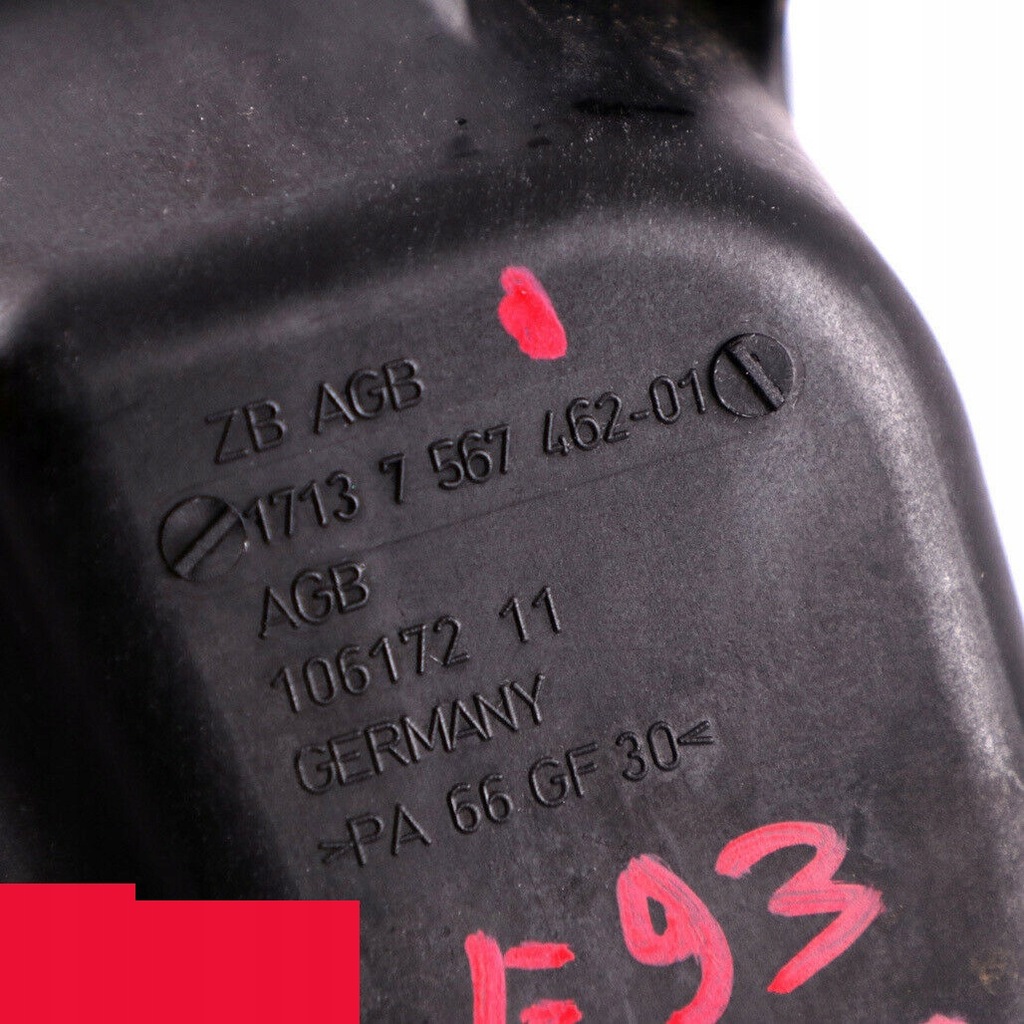 ZB AGB
1713 7 567 462-01
AGB
106172 11
GERMANY
>PA 66 GF 30<
E93